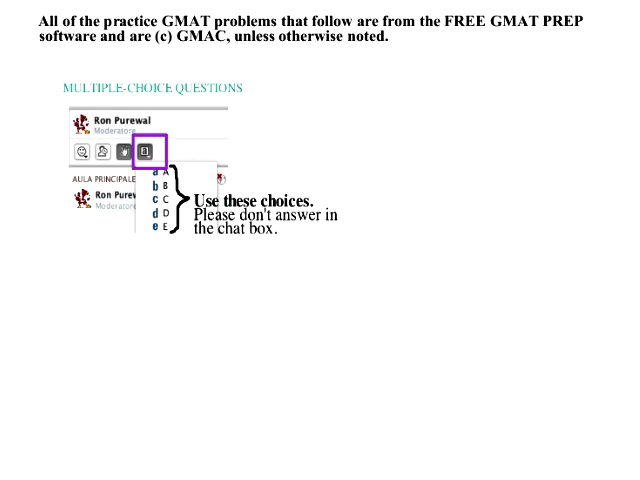 All of the practice GMAT problems that follow are from the FREE GMAT PREP
software and are (c) GMAC, unless otherwise noted.
MULTIPLE-CHOICE QUESTIONS
Ron Purewal
Moderatore
AULA PRINCIPALE
Ron Purew
Moderatore
a A
b B
c C
d D
e E
Use these choices.
Please don't answer in
the chat box.